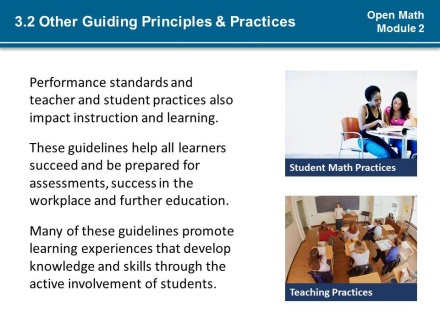 3.2 Other Guiding Principles & Practices
Open Math
Module 2
Performance standards and
teacher and student practices also
impact instruction and learning.
These guidelines help all learners
succeed and be prepared for
assessments, success in the
workplace and further education.
Many of these guidelines promote
learning experiences that develop
knowledge and skills through the
active involvement of students.
Student Math Practices
Teaching Practices